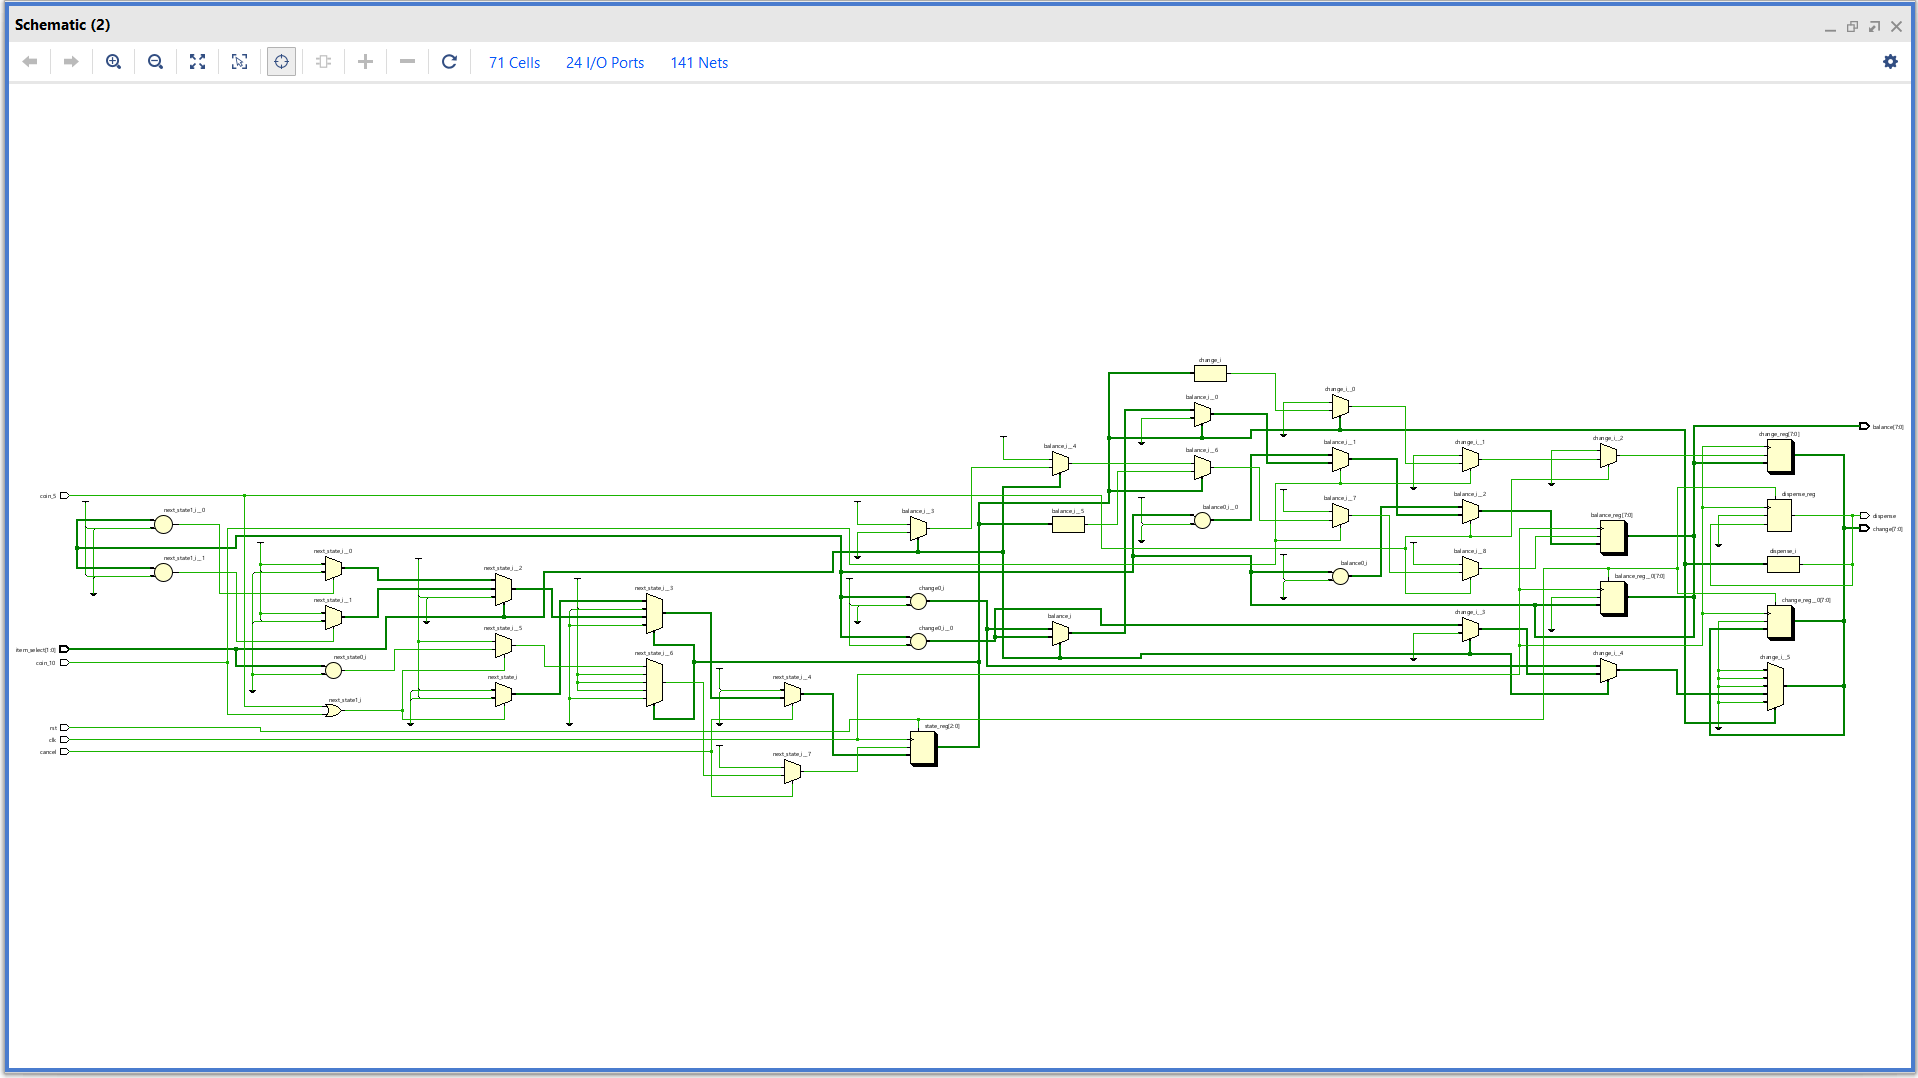 Schematic (2)
71 Cells 24 I/O Ports 141 Nets
change_i
change_i__0
balance_i__0
balance[7:0]
change_reg[7:0]
balance_i__4
balance_i__6
balance_i__1
change_i__1
change_i__2
coin_5
next_state1_i__0
balance_i__3
balance_i__5
balance0_i__0
balance_i__7
balance_i__2
balance_reg[7:0]
dispense_reg
dispense
change[7:0]
next_state_i__0
next_state1_i__1
next_state_i__2
balance0_i
balance_i__8
dispense_i
balance_reg__0[7:0]
next_state_i__1
next_state_i__3
change0_i
change_reg__0[7:0]
next_state_i__5
change0_i__0
balance_i
change_i__3
item_select[1:0]
coin_10
next_state0_i
next_state_i__6
change_i__4
change_i__5
next_state_i
next_state_i__4
next_state1_i
rst
clk
cancel
state_reg[2:0]
next_state_i__7